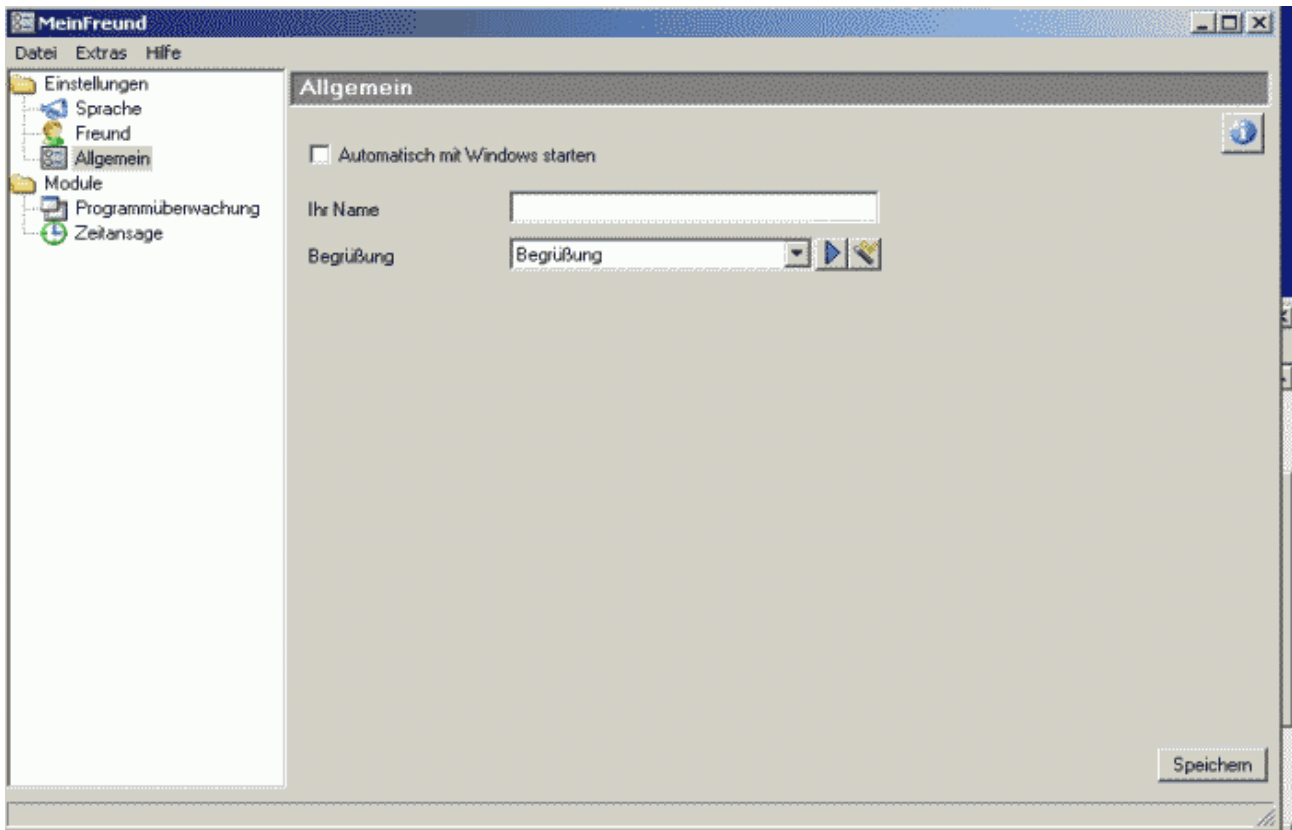 MeinFreund
Datei Extras Hilfe
Einstellungen
Sprache
Freund
Allgemein
Module
Programmüberwachung
Zeitansage
Allgemein
Automatisch mit Windows starten
Ihr Name
Begrüßung Begrüßung
Speichern